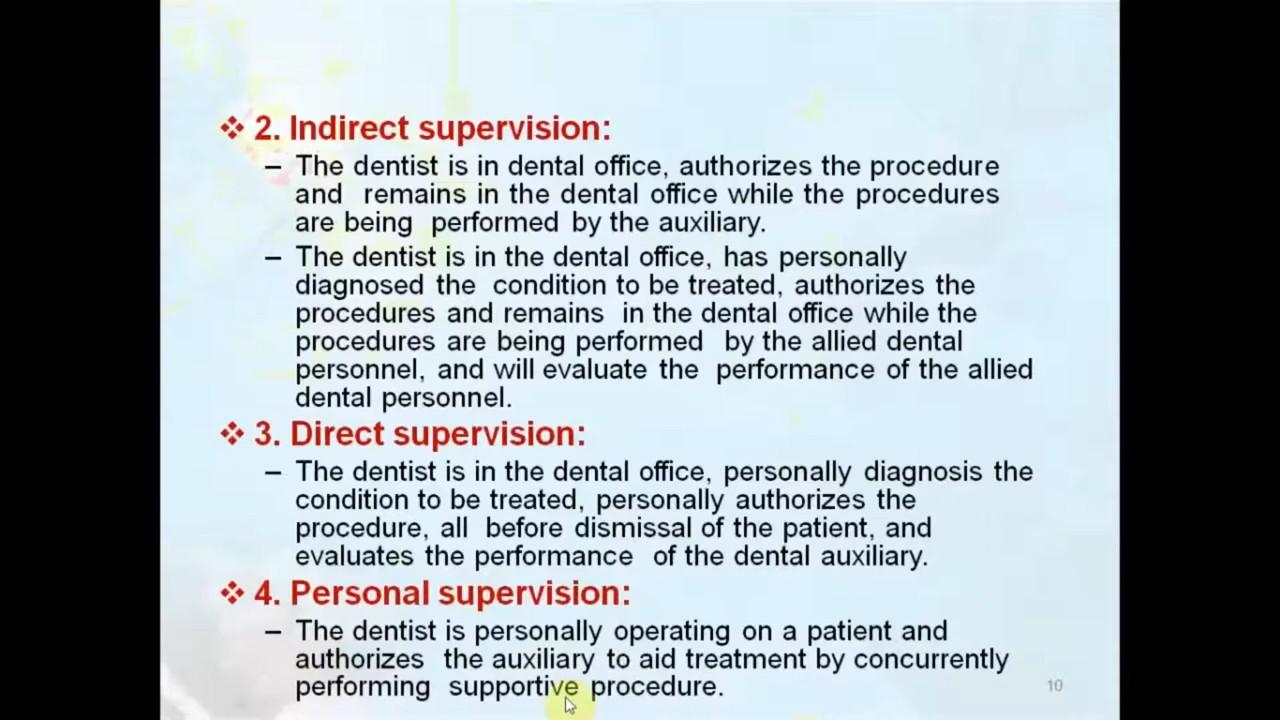 ❖ 2. Indirect supervision:
– The dentist is in dental office, authorizes the procedure
and remains in the dental office while the procedures
are being performed by the auxiliary.
– The dentist is in the dental office, has personally
diagnosed the condition to be treated, authorizes the
procedures and remains in the dental office while the
procedures are being performed by the allied dental
personnel, and will evaluate the performance of the allied
dental personnel.
❖ 3. Direct supervision:
– The dentist is in the dental office, personally diagnosis the
condition to be treated, personally authorizes the
procedure, all before dismissal of the patient, and
evaluates the performance of the dental auxiliary.
❖ 4. Personal supervision:
– The dentist is personally operating on a patient and
authorizes the auxiliary to aid treatment by concurrently
performing supportive procedure.
10